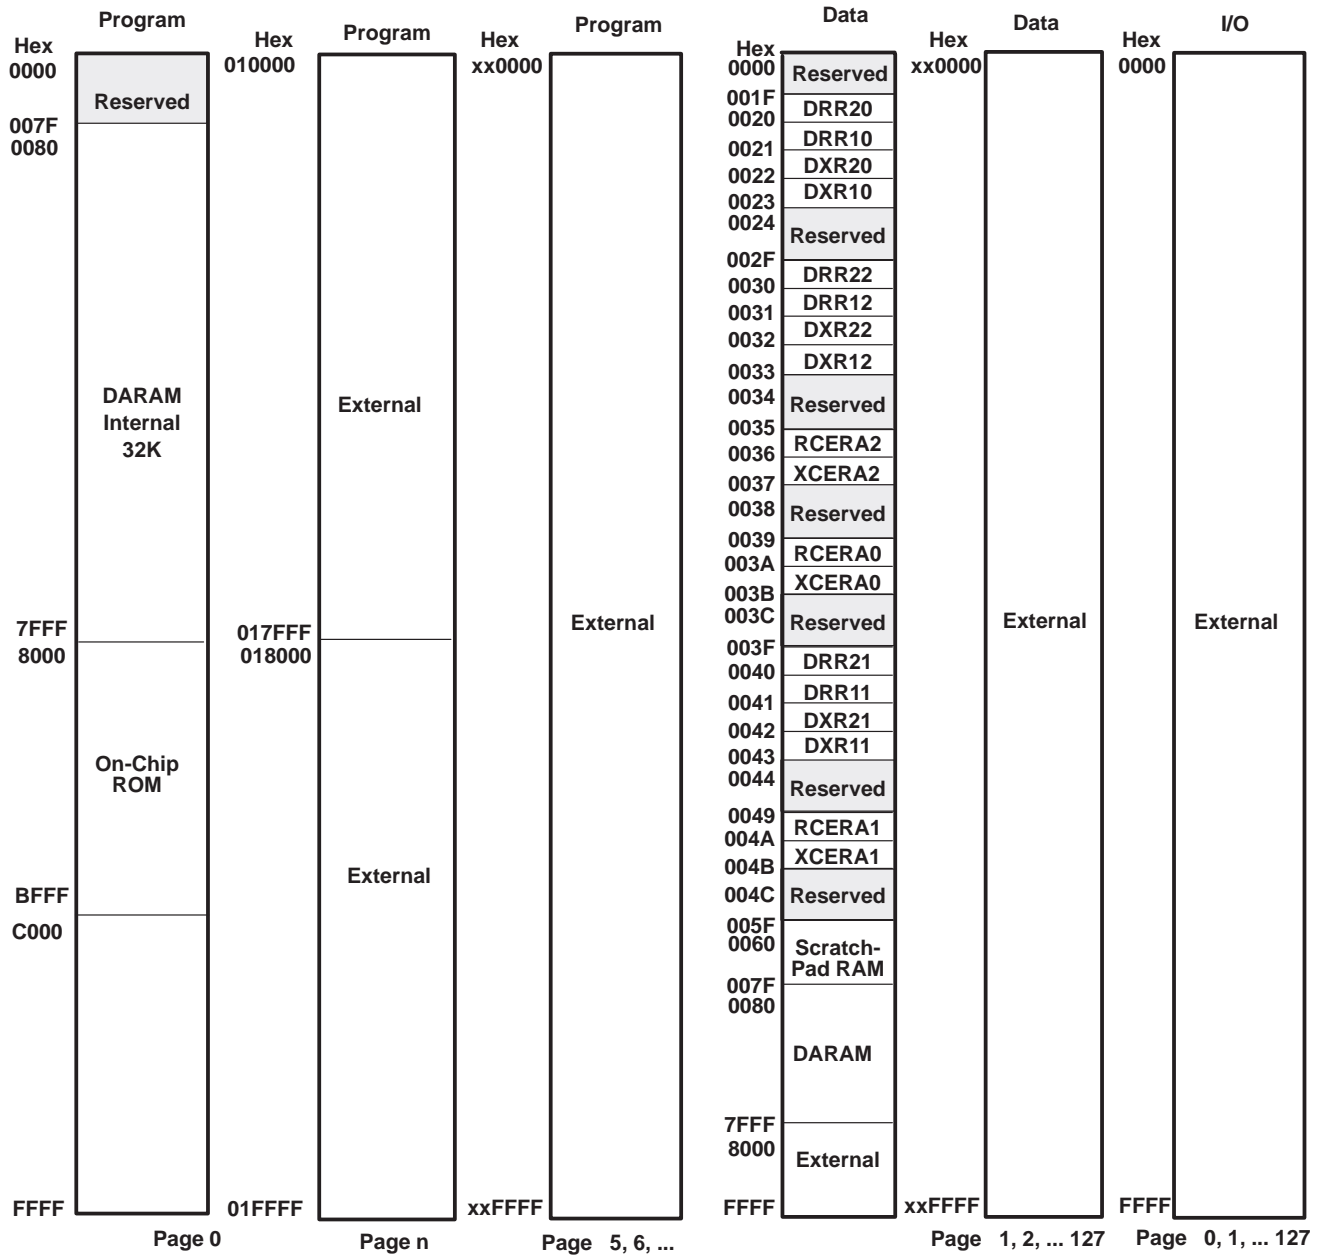 Program
Hex
0000
Reserved
007F
0080
DARAM
Internal
32K
7FFF
8000
On-Chip
ROM
BFFF
C000
FFFF
Page 0
Program
Hex
010000
External
017FFF
018000
External
01FFFF
Page n
Program
Hex
xx0000
External
xxFFFF
Page 5, 6, ...
Data
Hex
0000
Reserved
001F
DRR20
0020
DRR10
0021
DXR20
0022
DXR10
0023
0024
Reserved
002F
DRR22
0030
DRR12
0031
DXR22
0032
DXR12
0033
0034
Reserved
0035
RCERA2
0036
XCERA2
0037
0038
Reserved
0039
RCERA0
003A
XCERA0
003B
003C
Reserved
003F
DRR21
0040
DRR11
0041
DXR21
0042
DXR11
0043
0044
Reserved
0049
RCERA1
004A
XCERA1
004B
004C
Reserved
005F
0060
Scratch-
Pad RAM
007F
0080
DARAM
7FFF
8000
External
FFFF
Data
Hex
xx0000
External
xxFFFF
Page 1, 2, ... 127
I/O
Hex
0000
External
FFFF
Page 0, 1, ... 127